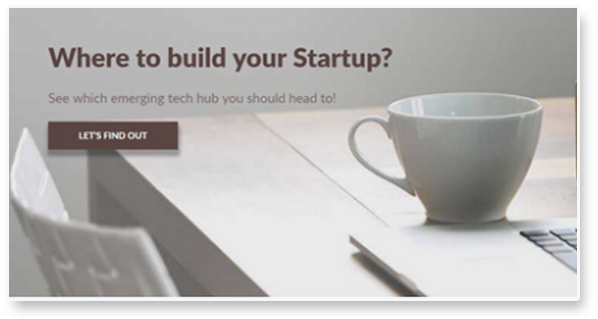 Where to build your Startup?
See which emerging tech hub you should head to!
LET'S FIND OUT